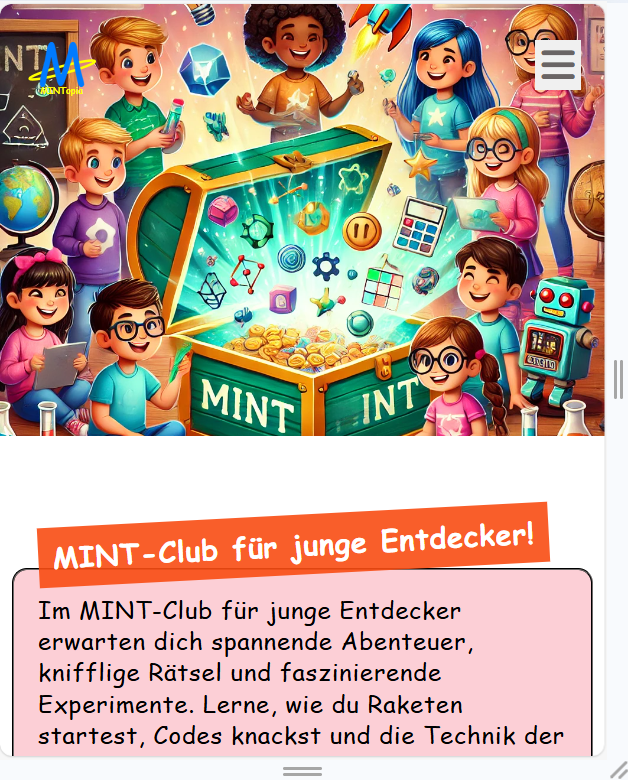 INT
MINTopia
MINT
INT
MINT-Club für junge Entdecker!
Im MINT-Club für junge Entdecker
erwarten dich spannende Abenteuer,
knifflige Rätsel und faszinierende
Experimente. Lerne, wie du Raketen
startest, Codes knackst und die Technik der